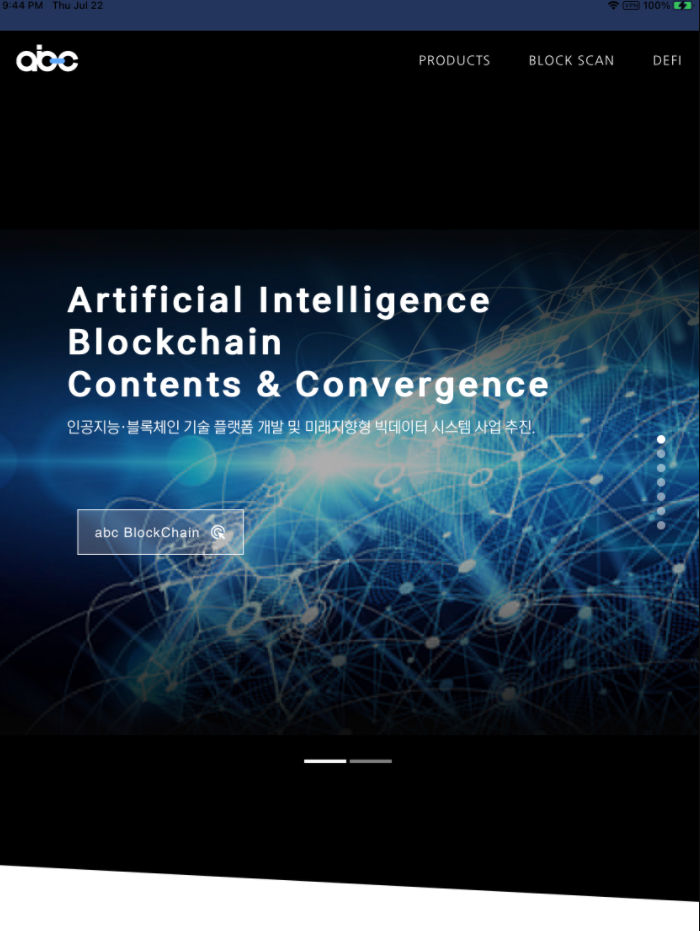 9:44 PM Thu Jul 22
VPN 100%
abc
PRODUCTS BLOCK SCAN DEFI
Artificial Intelligence
Blockchain
Contents & Convergence
인공지능·블록체인 기술 플랫폼 개발 및 미래지향형 빅데이터 시스템 사업 추진.
abc BlockChain